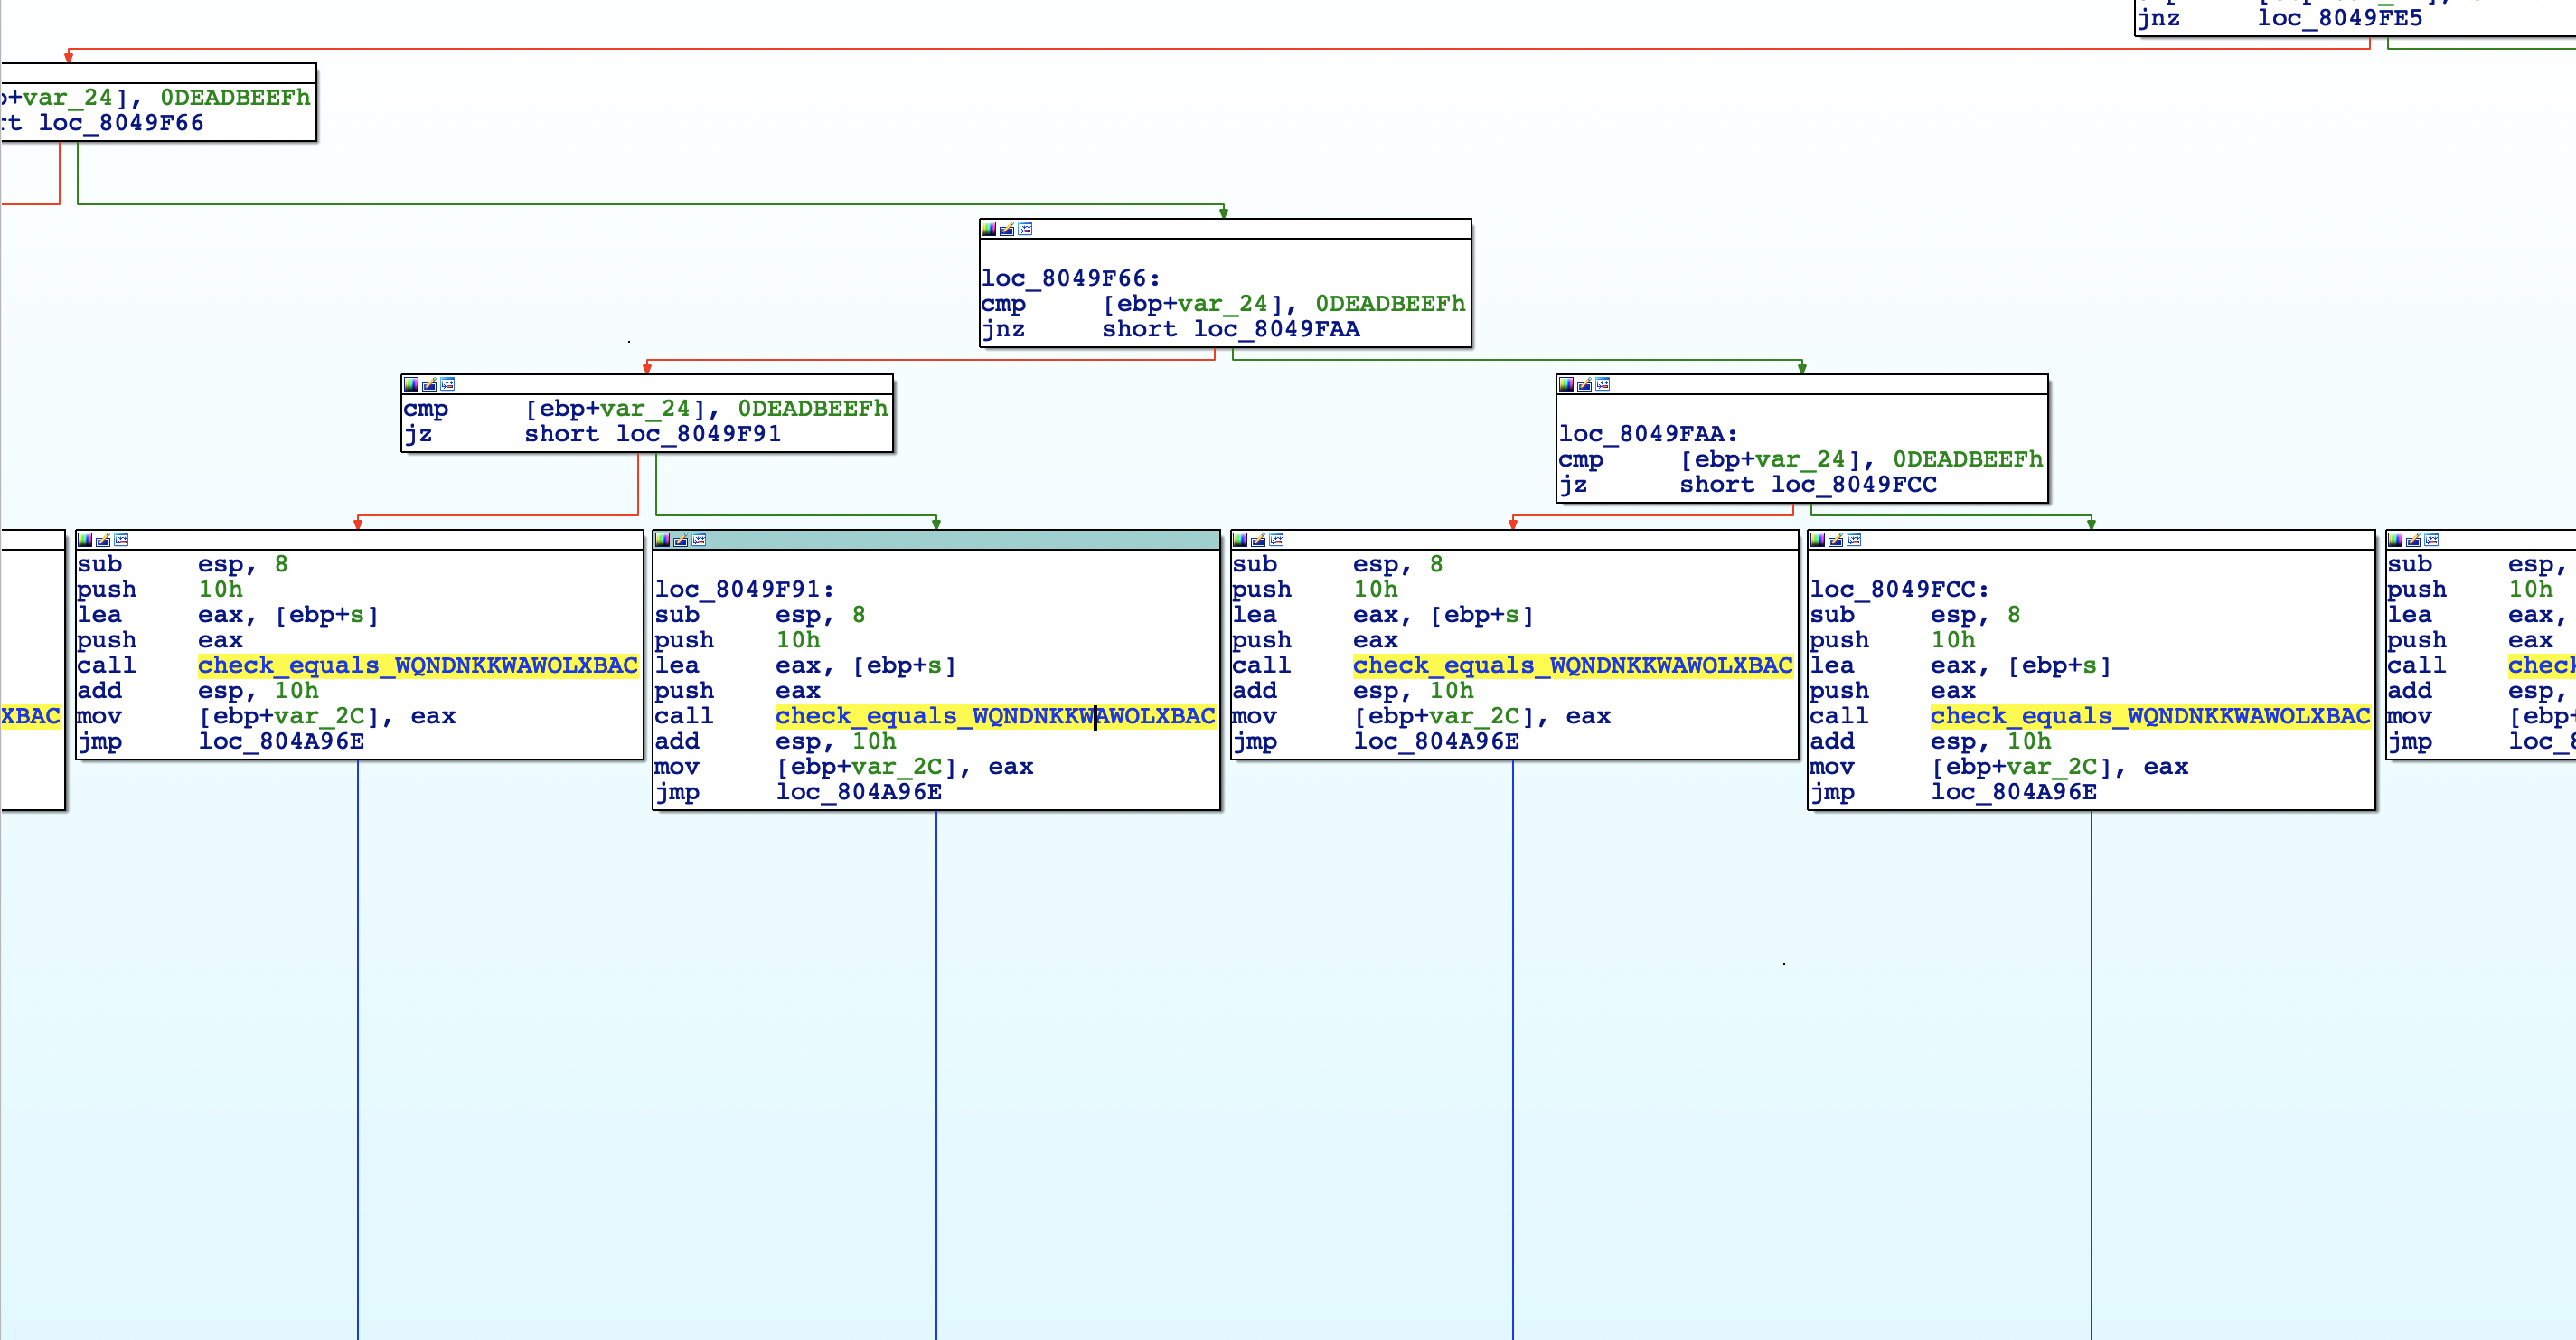 jnz loc_8049FE5
+var_24], 0DEADBEEFh
loc_8049F66
loc_8049F66:
cmp [ebp+var_24], 0DEADBEEFh
jnz short loc_8049FAA
cmp [ebp+var_24], 0DEADBEEFh
jz short loc_8049F91
loc_8049FAA:
cmp [ebp+var_24], 0DEADBEEFh
jz short loc_8049FCC
XBAC
sub esp, 8
push 10h
lea eax, [ebp+s]
push eax
call check_equals_WQNDNKKWAWOLXBAC
add esp, 10h
mov [ebp+var_2C], eax
jmp loc_804A96E
loc_8049F91:
sub esp, 8
push 10h
lea eax, [ebp+s]
push eax
call check_equals_WQNDNKKWAWOLXBAC
add esp, 10h
mov [ebp+var_2C], eax
jmp loc_804A96E
sub esp, 8
push 10h
lea eax, [ebp+s]
push eax
call check_equals_WQNDNKKWAWOLXBAC
add esp, 10h
mov [ebp+var_2C], eax
jmp loc_804A96E
loc_8049FCC:
sub esp, 8
push 10h
lea eax, [ebp+s]
push eax
call check_equals_WQNDNKKWAWOLXBAC
add esp, 10h
mov [ebp+var_2C], eax
jmp loc_804A96E
sub esp,
push 10h
lea eax,
push eax
call check
add esp,
mov [ebp+
jmp loc_